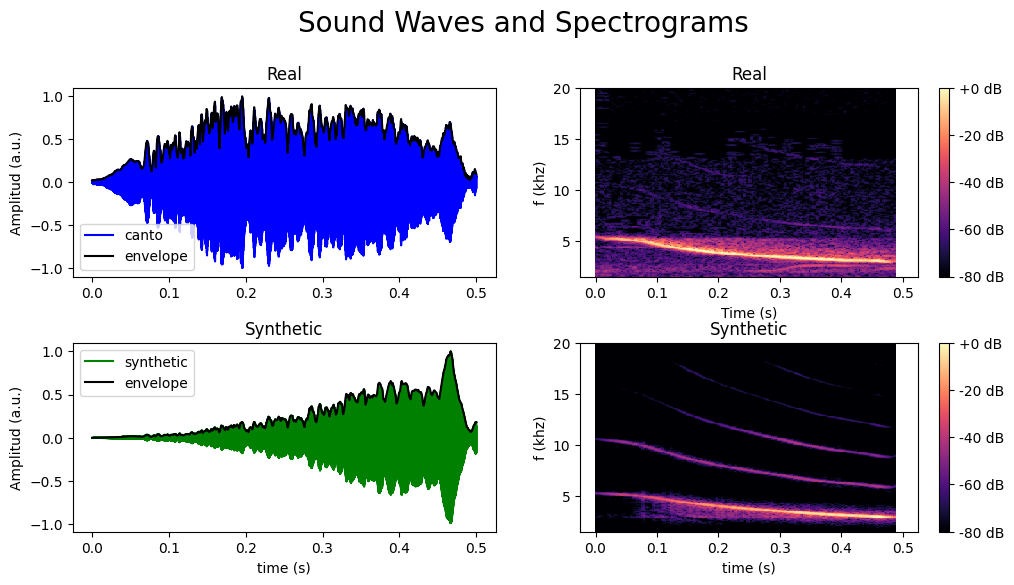 Sound Waves and Spectrograms
Real
1.0
0.5
0.0
−0.5
−1.0
Amplitud (a.u.)
canto
envelope
0.0 0.1 0.2 0.3 0.4 0.5
Real
20
15
10
5
f (khz)
0.0 0.1 0.2 0.3 0.4 0.5
Time (s)
+0 dB
-20 dB
-40 dB
-60 dB
-80 dB
Synthetic
1.0
0.5
0.0
−0.5
−1.0
Amplitud (a.u.)
synthetic
envelope
0.0 0.1 0.2 0.3 0.4 0.5
time (s)
Synthetic
20
15
10
5
f (khz)
0.0 0.1 0.2 0.3 0.4 0.5
time (s)
+0 dB
-20 dB
-40 dB
-60 dB
-80 dB